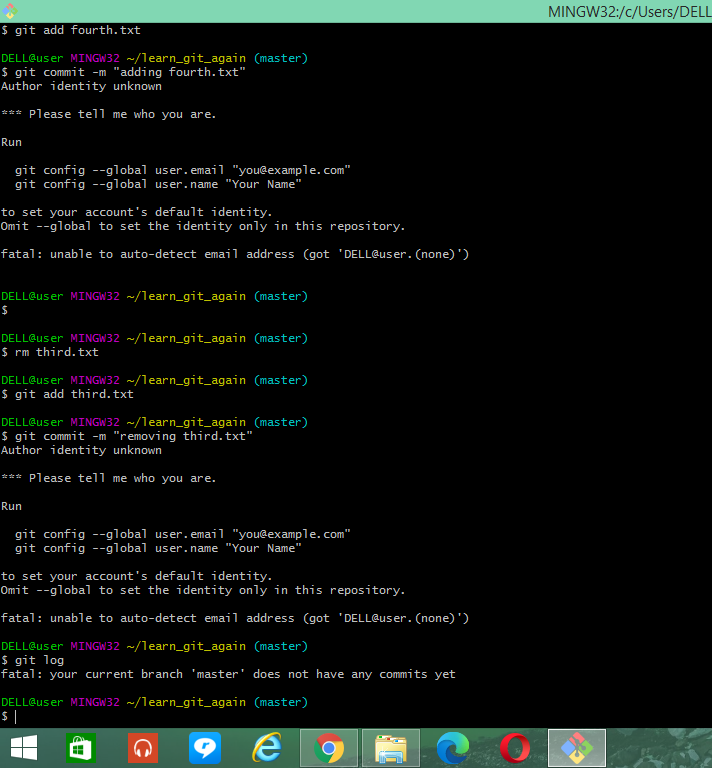 MINGW32:/c/Users/DELL
$ git add fourth.txt
DELL@user MINGW32 ~/learn_git_again (master)
$ git commit -m "adding fourth.txt"
Author identity unknown
*** Please tell me who you are.
Run
git config --global user.email "you@example.com"
git config --global user.name "Your Name"
to set your account's default identity.
Omit --global to set the identity only in this repository.
fatal: unable to auto-detect email address (got 'DELL@user.(none)')
DELL@user MINGW32 ~/learn_git_again (master)
$
DELL@user MINGW32 ~/learn_git_again (master)
$ rm third.txt
DELL@user MINGW32 ~/learn_git_again (master)
$ git add third.txt
DELL@user MINGW32 ~/learn_git_again (master)
$ git commit -m "removing third.txt"
Author identity unknown
*** Please tell me who you are.
Run
git config --global user.email "you@example.com"
git config --global user.name "Your Name"
to set your account's default identity.
Omit --global to set the identity only in this repository.
fatal: unable to auto-detect email address (got 'DELL@user.(none)')
DELL@user MINGW32 ~/learn_git_again (master)
$ git log
fatal: your current branch 'master' does not have any commits yet
DELL@user MINGW32 ~/learn_git_again (master)
$